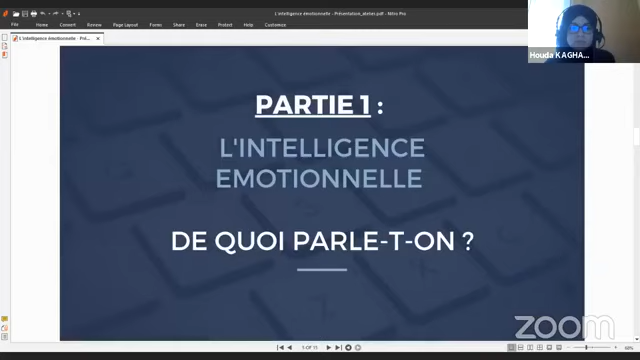 L'intelligence émotionnelle - Présentation_atelier.pdf - Nitro Pro
File
Home
Convert
Review
Page Layout
Forms
Share
Erase
Protect
Help
Customize
L'intelligence émotionnelle - Pré...
Houda KAGHA...
PARTIE 1 :
L'INTELLIGENCE
EMOTIONNELLE
DE QUOI PARLE-T-ON ?
zoom